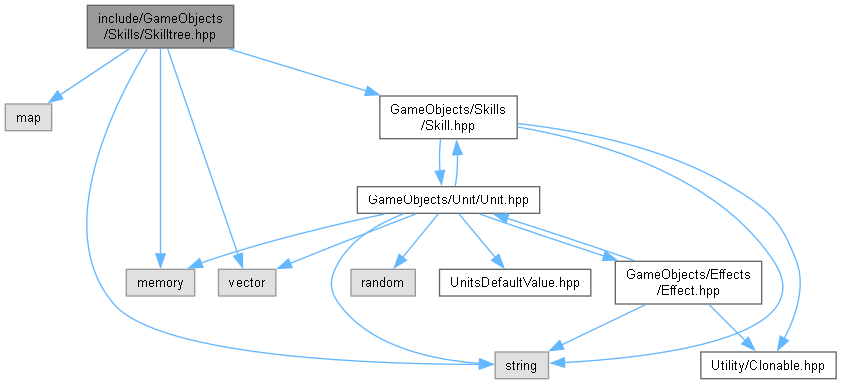 include/GameObjects
/Skills/Skilltree.hpp
map
GameObjects/Skills
/Skill.hpp
GameObjects/Unit/Unit.hpp
memory
vector
random
UnitsDefaultValue.hpp
GameObjects/Effects
/Effect.hpp
string
Utility/Clonable.hpp